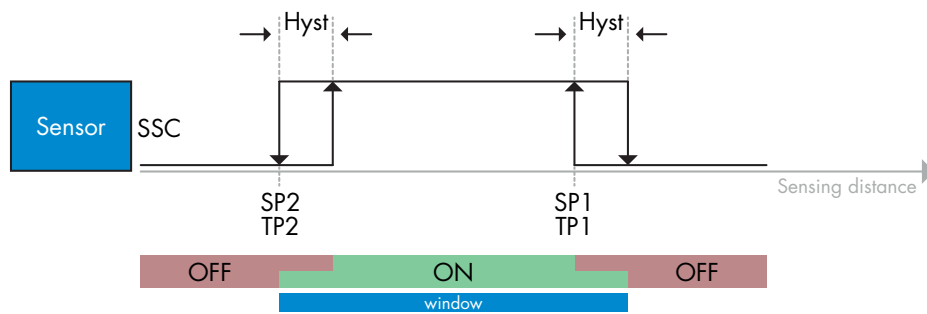 Hyst
Hyst
Sensor
SSC
Sensing distance
SP2
TP2
SP1
TP1
OFF
ON
OFF
window